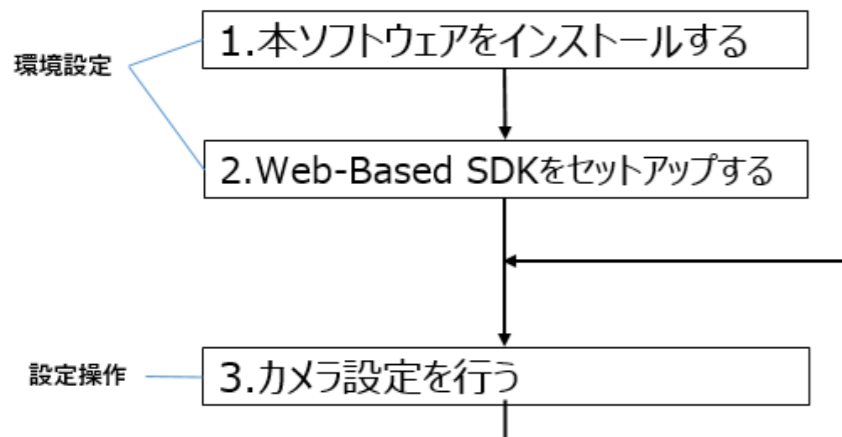 1.本ソフトウェアをインストールする
環境設定
2.Web-Based SDKをセットアップする
設定操作
3.カメラ設定を行う